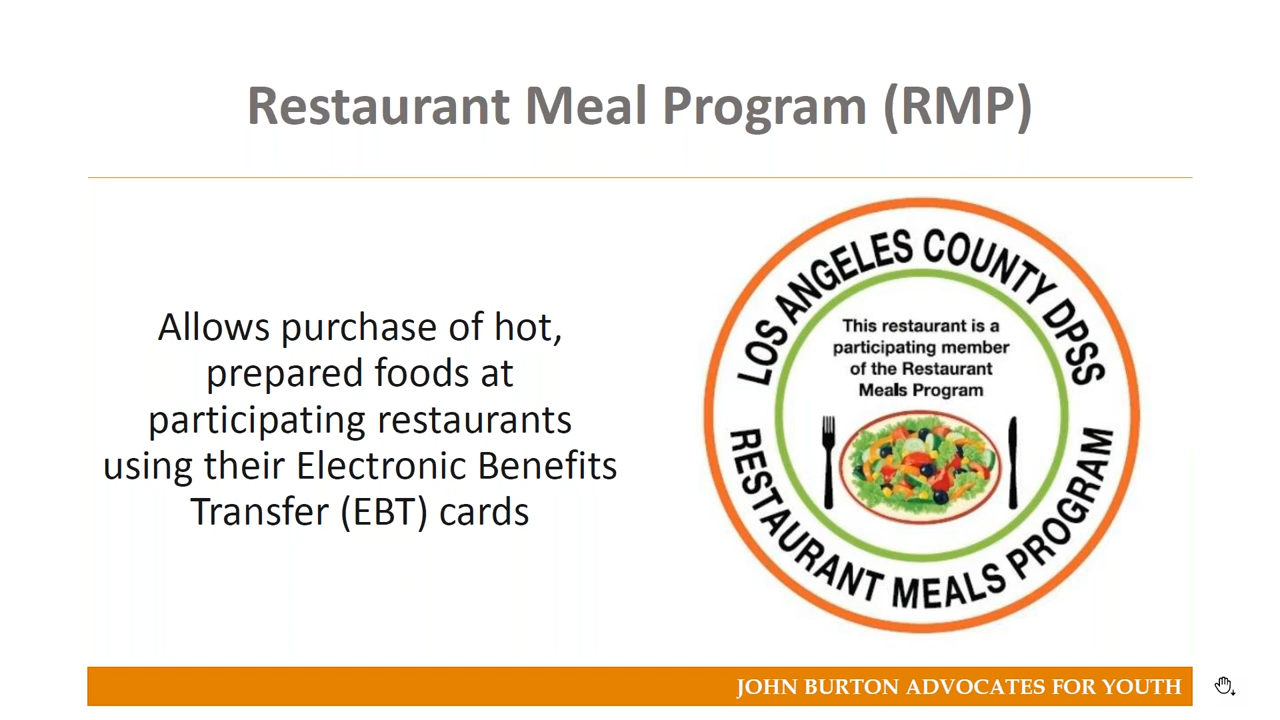 Restaurant Meal Program (RMP)
Allows purchase of hot,
prepared foods at
participating restaurants
using their Electronic Benefits
Transfer (EBT) cards
LOS ANGELES COUNTY DPSS
This restaurant is a
participating member
of the Restaurant
Meals Program
RESTAURANT MEALS PROGRAM
JOHN BURTON ADVOCATES FOR YOUTH